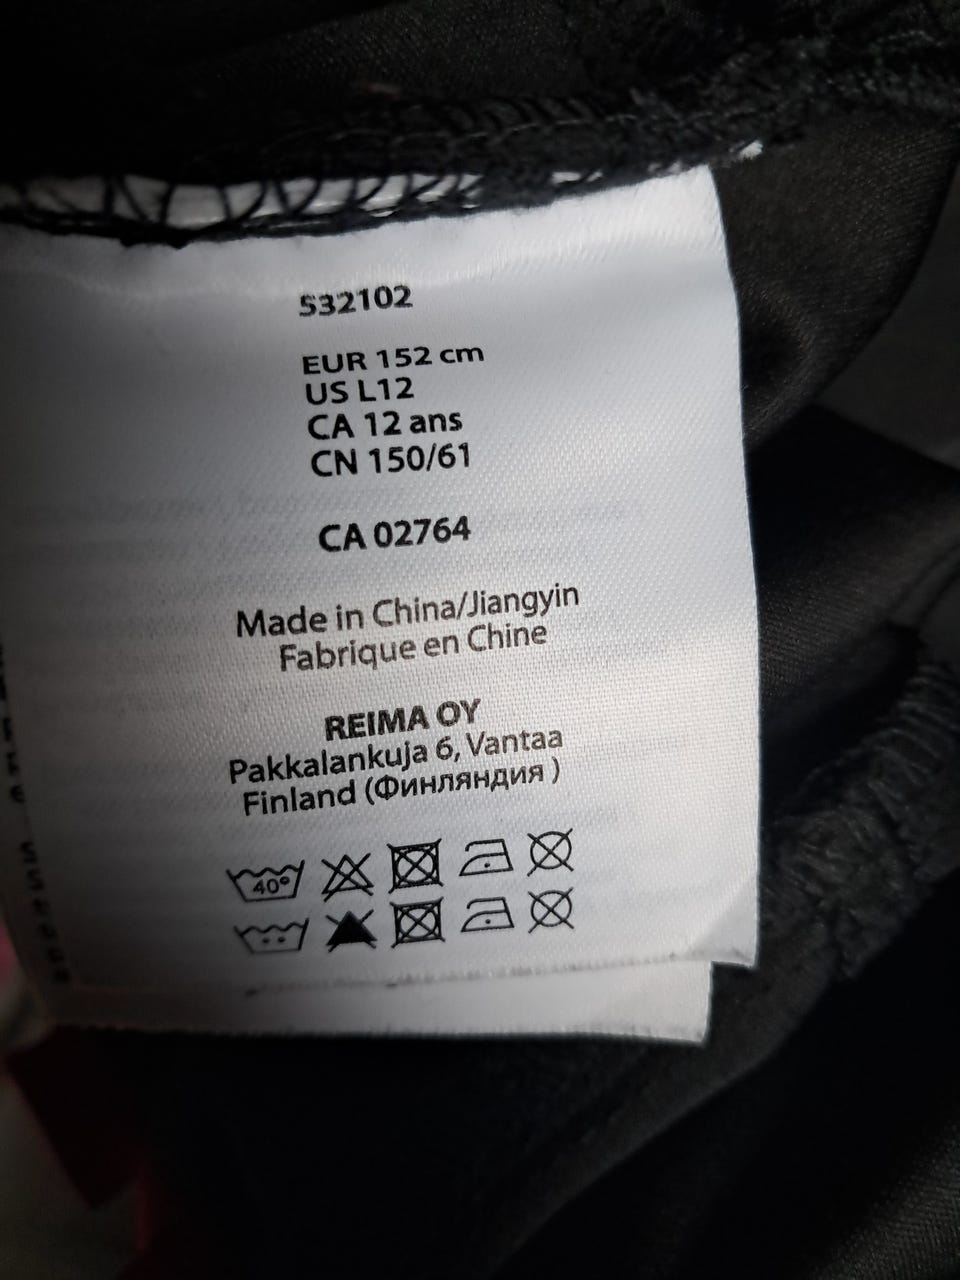 532102
EUR 152 cm
US L12
CA 12 ans
CN 150/61
CA 02764
Made in China/Jiangyin
Fabrique en Chine
REIMA OY
Pakkalankuja 6, Vantaa
Finland (Финляндия )
40°